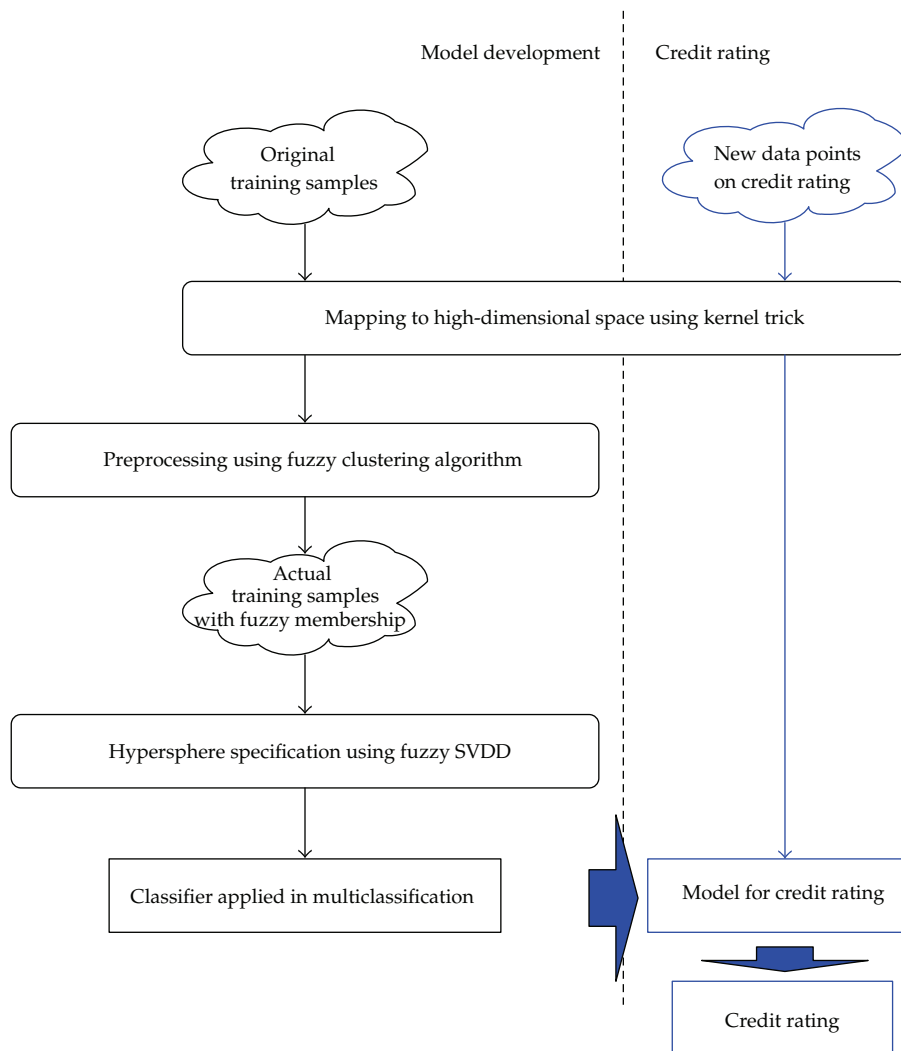 Model development
Credit rating
Original
training samples
New data points
on credit rating
Mapping to high-dimensional space using kernel trick
Preprocessing using fuzzy clustering algorithm
Actual
training samples
with fuzzy membership
Hypersphere specification using fuzzy SVDD
Classifier applied in multiclassification
Model for credit rating
Credit rating